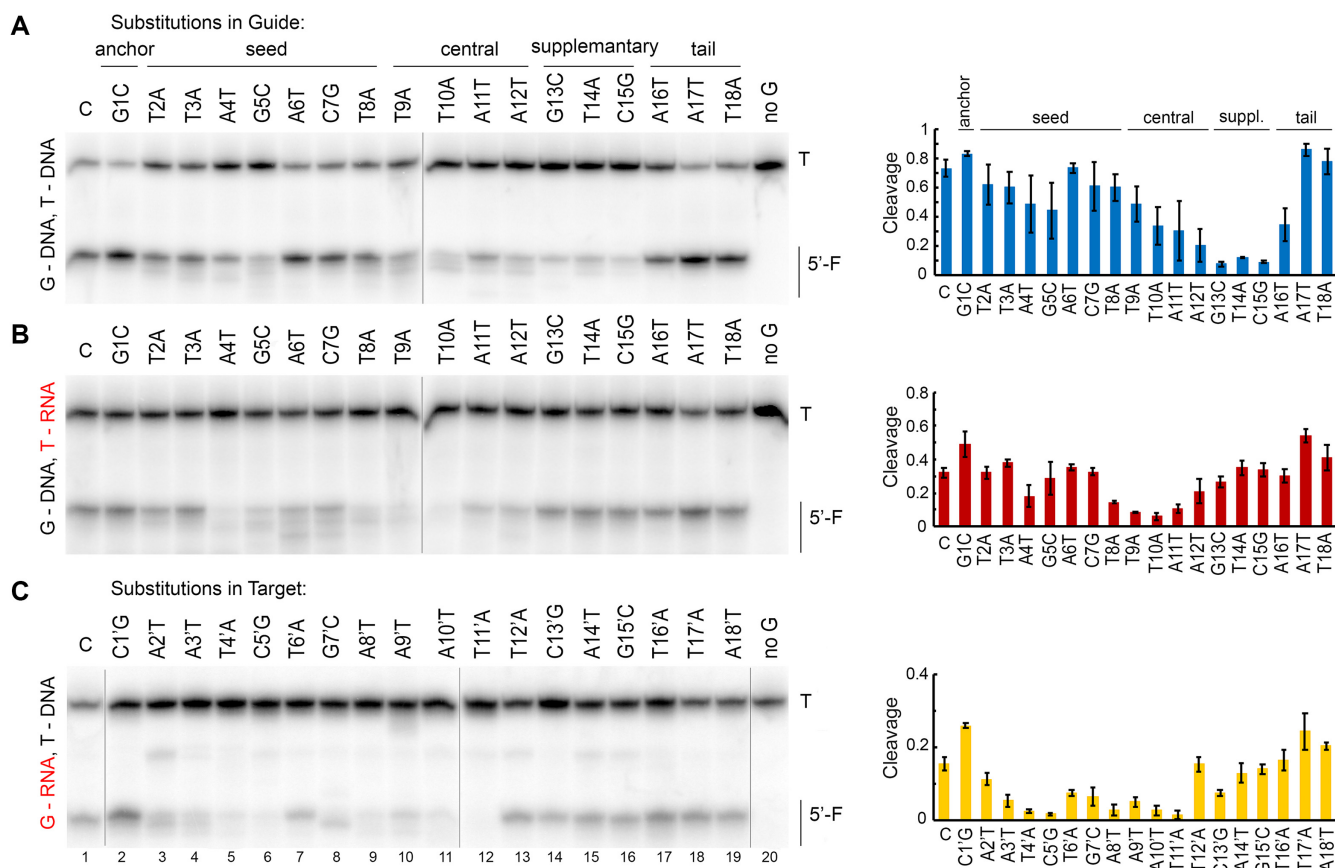 A
Substitutions in Guide:
anchor seed central supplemantary tail
C G1C T2A T3A A4T G5C A6T C7G T8A T9A T10A A11T A12T G13C T14A C15G A16T A17T T18A no G
G - DNA, T - DNA
T
5'-F
anchor seed central suppl. tail
Cleavage
1
0.8
0.6
0.4
0.2
0
C G1C T2A T3A A4T G5C A6T C7G T8A T9A T10A A11T A12T G13C T14A C15G A16T A17T T18A
B
C G1C T2A T3A A4T G5C A6T C7G T8A T9A T10A A11T A12T G13C T14A C15G A16T A17T T18A no G
G - DNA, T - RNA
T
5'-F
Cleavage
0.8
0.6
0.4
0.2
0
C G1C T2A T3A A4T G5C A6T C7G T8A T9A T10A A11T A12T G13C T14A C15G A16T A17T T18A
C
Substitutions in Target:
C C1'G A2'T A3'T T4'A C5'G T6'A G7'C A8'T A9'T A10'T T11'A T12'A C13'G A14'T G15'C T16'A T17'A A18'T no G
G - RNA, T - DNA
T
5'-F
1 2 3 4 5 6 7 8 9 10 11 12 13 14 15 16 17 18 19 20
Cleavage
0.4
0.2
0
C C1'G A2'T A3'T T4'A C5'G T6'A G7'C A8'T A9'T A10'T T11'A T12'A C13'G A14'T G15'C T16'A T17'A A18'T